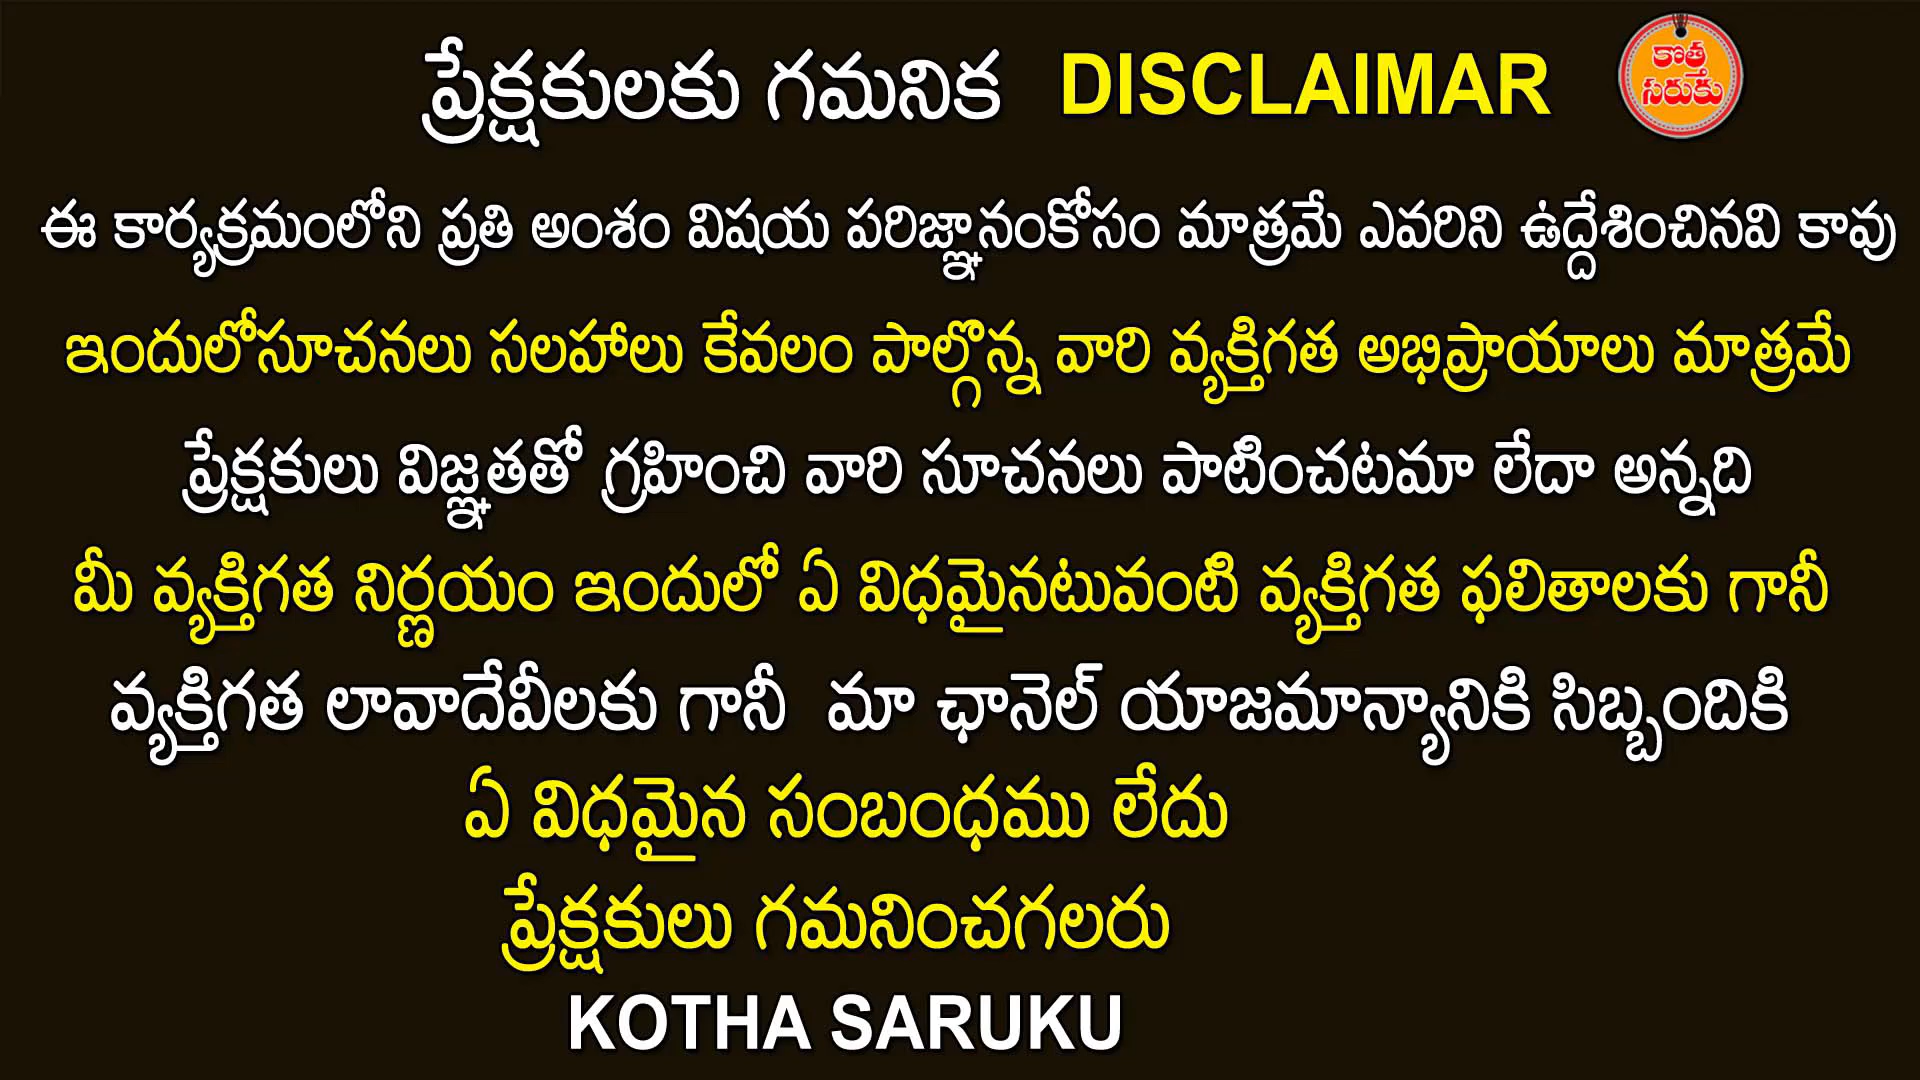 ప్రేక్షకులకు గమనిక DISCLAIMAR
కొత్త
సరుకు
ఈ కార్యక్రమంలోని ప్రతి అంశం విషయ పరిజ్ఞానంకోసం మాత్రమే ఎవరిని ఉద్దేశించినవి కావు
ఇందులోసూచనలు సలహాలు కేవలం పాల్గొన్న వారి వ్యక్తిగత అభిప్రాయాలు మాత్రమే
ప్రేక్షకులు విజ్ఞతతో గ్రహించి వారి సూచనలు పాటించటమా లేదా అన్నది
మీ వ్యక్తిగత నిర్ణయం ఇందులో ఏ విధమైనటువంటి వ్యక్తిగత ఫలితాలకు గానీ
వ్యక్తిగత లావాదేవీలకు గానీ మా ఛానెల్ యాజమాన్యానికి సిబ్బందికి
ఏ విధమైన సంబంధము లేదు
ప్రేక్షకులు గమనించగలరు
KOTHA SARUKU